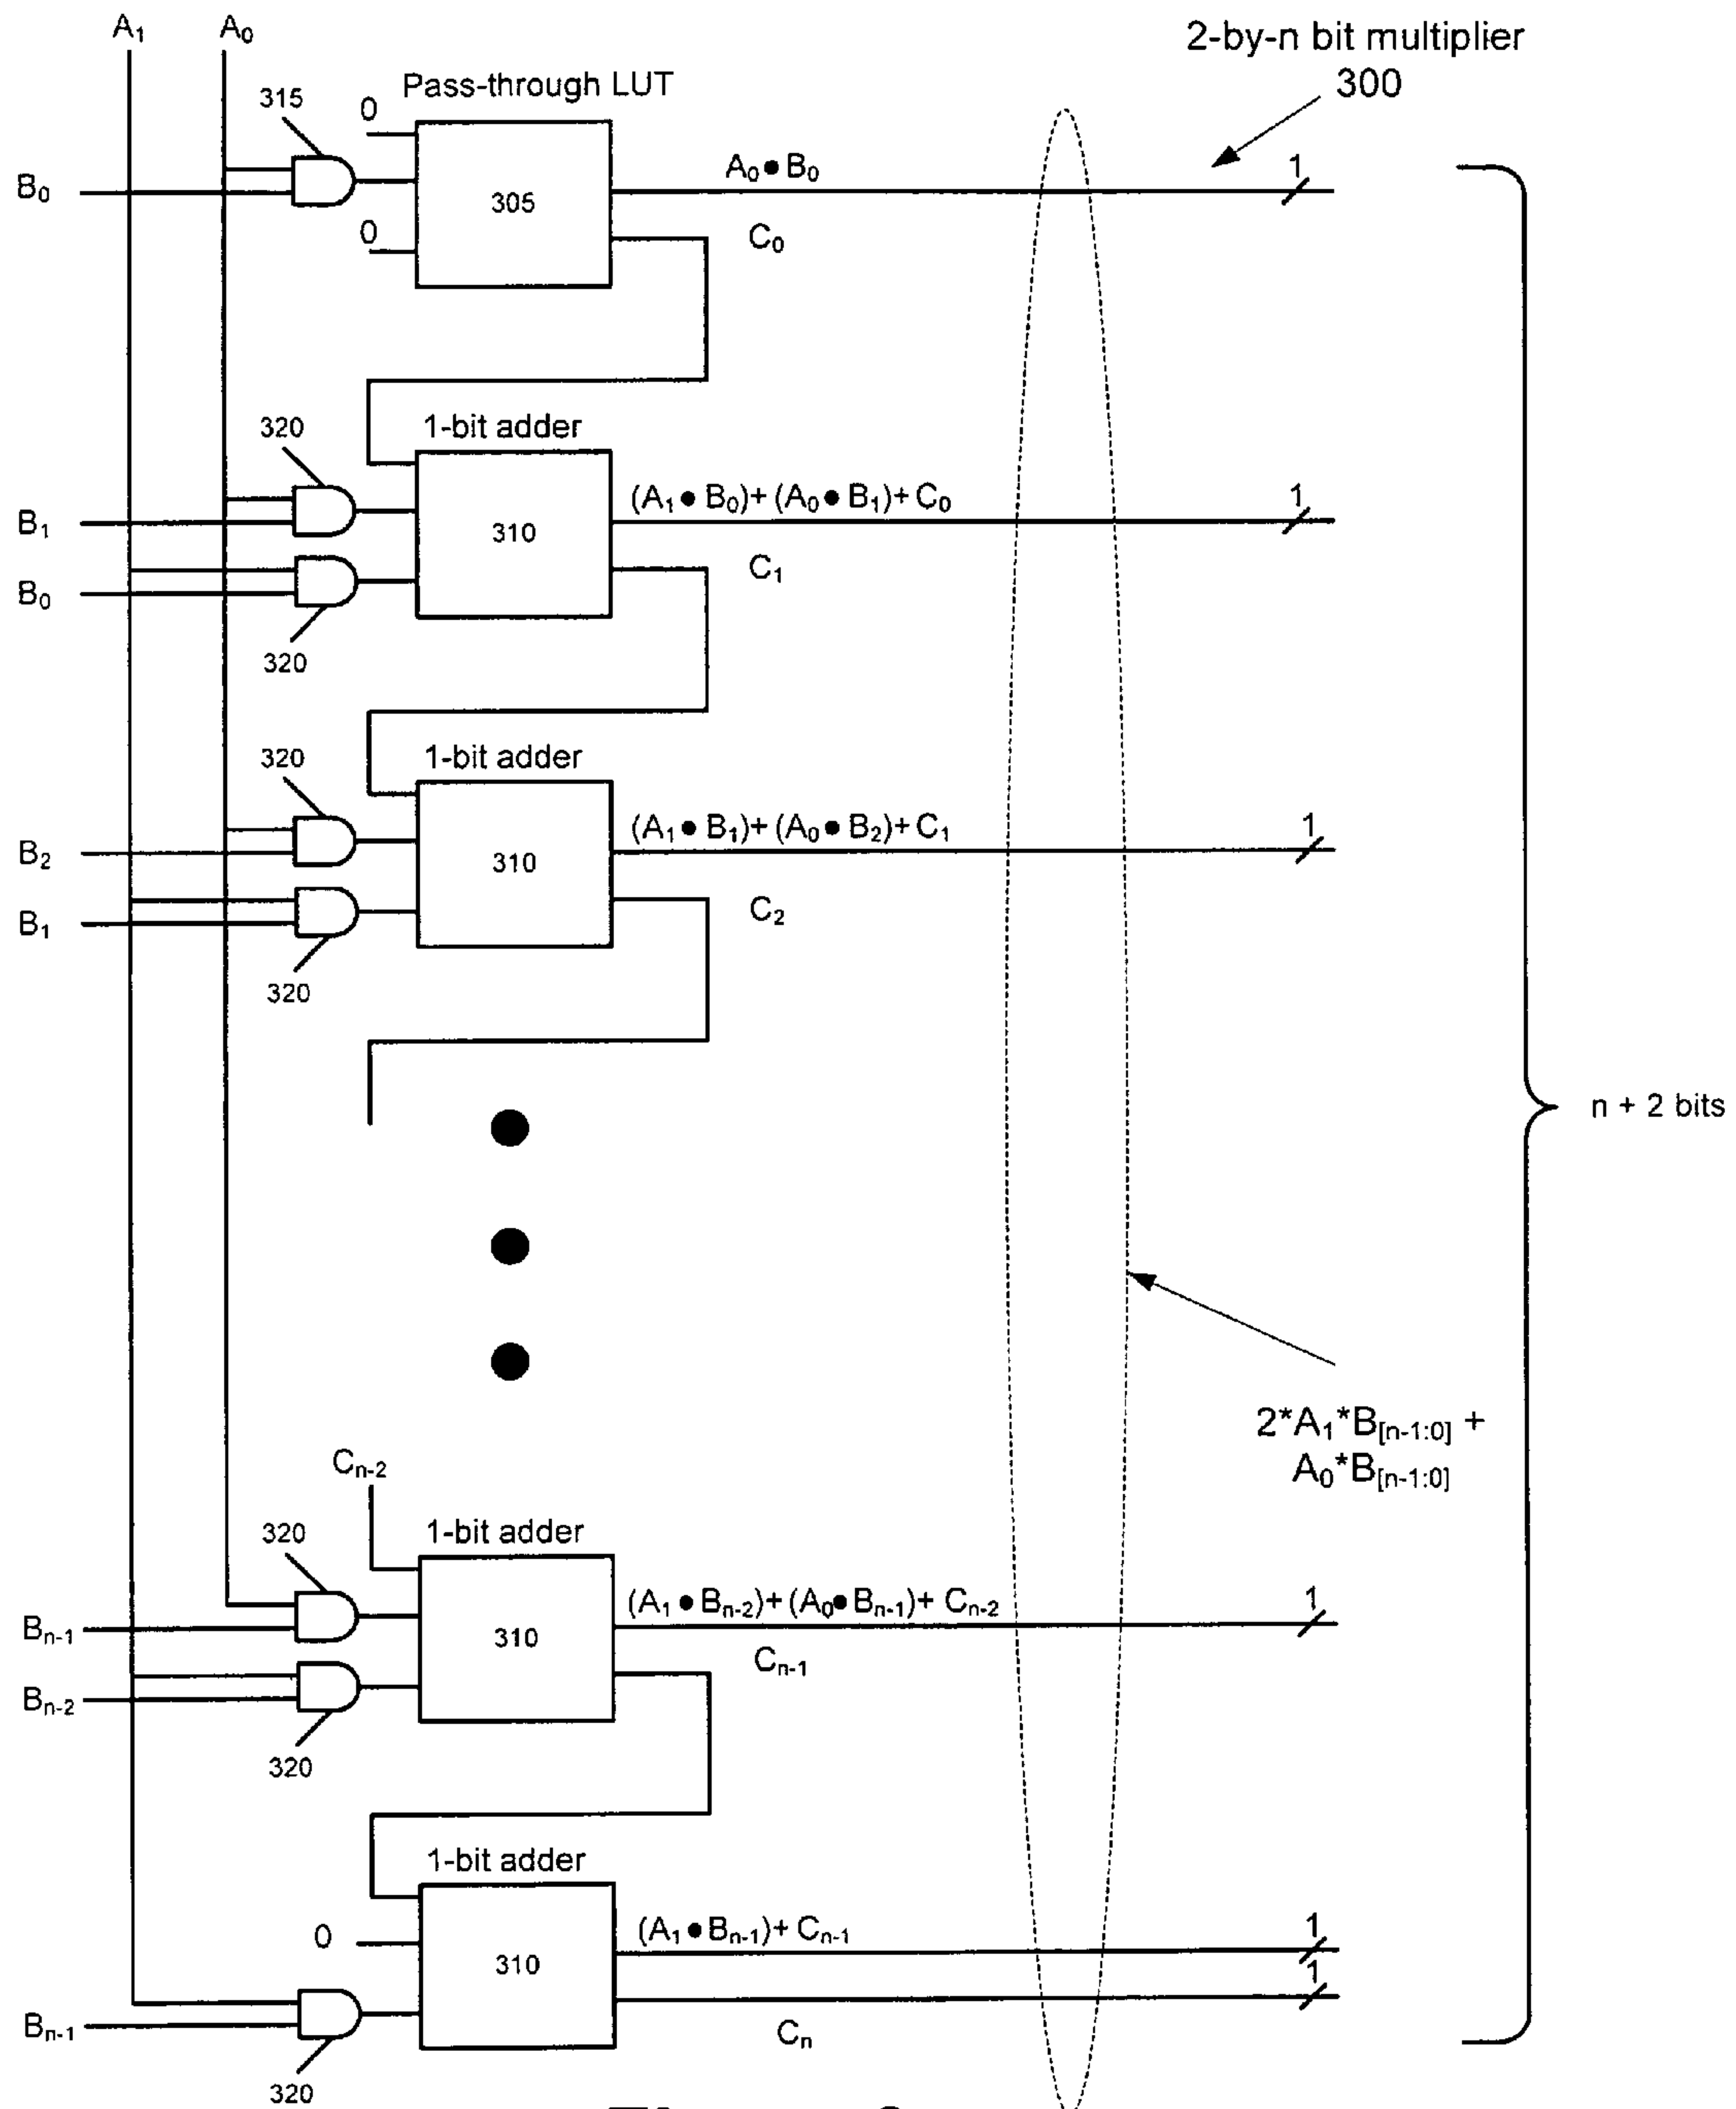 A₁ A₀
2-by-n bit multiplier
300
Pass-through LUT
315
0
B₀
305
A₀•B₀
1
0
C₀
320
1-bit adder
B₁
310
(A₁•B₀)+(A₀•B₁)+C₀
1
C₁
B₀
320
320
1-bit adder
B₂
310
(A₁•B₁)+(A₀•B₂)+C₁
1
C₂
B₁
320
n + 2 bits
2*A₁*B[n-1:0] +
A₀*B[n-1:0]
Cn-2
320
1-bit adder
Bn-1
310
(A₁•Bn-2)+(A₀•Bn-1)+ Cn-2
1
Cn-1
Bn-2
320
1-bit adder
0
310
(A₁•Bn-1)+ Cn-1
1
1
Bn-1
Cn
320